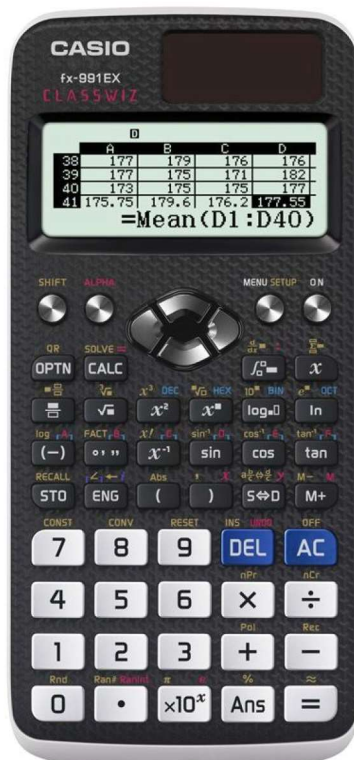 CASIO
fx-991EX
CLASSWIZ
D
A B C D
38 177 179 176 176
39 177 175 171 182
40 173 175 175 177
41 175.75 179.6 176.2 177.55
=Mean(D1:D40)
SHIFT ALPHA MENU SETUP ON
QR SOLVE =
OPTN CALC x
x³ DEC HEX 10■ BIN e■ OCT
√■ x² x■ log■□ ln
log A FACT B x! C sin⁻¹ D cos⁻¹ E tan⁻¹ F
(−) °’” x⁻¹ sin cos tan
RECALL ∠ ← i Abs , x y M− M
STO ENG ( ) S⇔D M+
CONST CONV RESET INS UNDO OFF
7 8 9 DEL AC
nPr nCr
4 5 6 × ÷
Pol Rec
1 2 3 + −
Rnd Ran# RanInt π e % ≈
0 • ×10ˣ Ans =